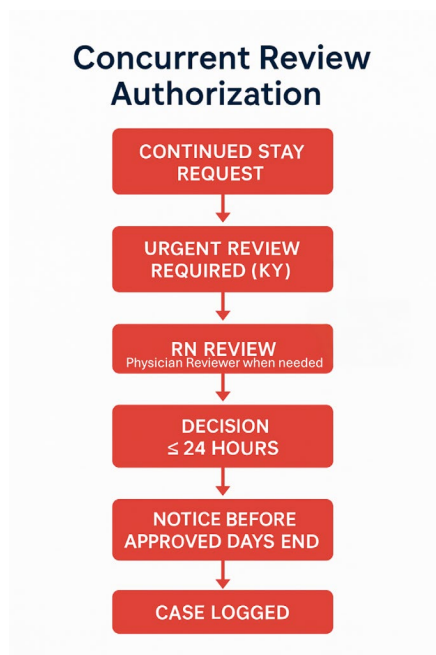 Concurrent Review
Authorization
CONTINUED STAY
REQUEST
URGENT REVIEW
REQUIRED (KY)
RN REVIEW
Physician Reviewer when needed
DECISION
≤ 24 HOURS
NOTICE BEFORE
APPROVED DAYS END
CASE LOGGED